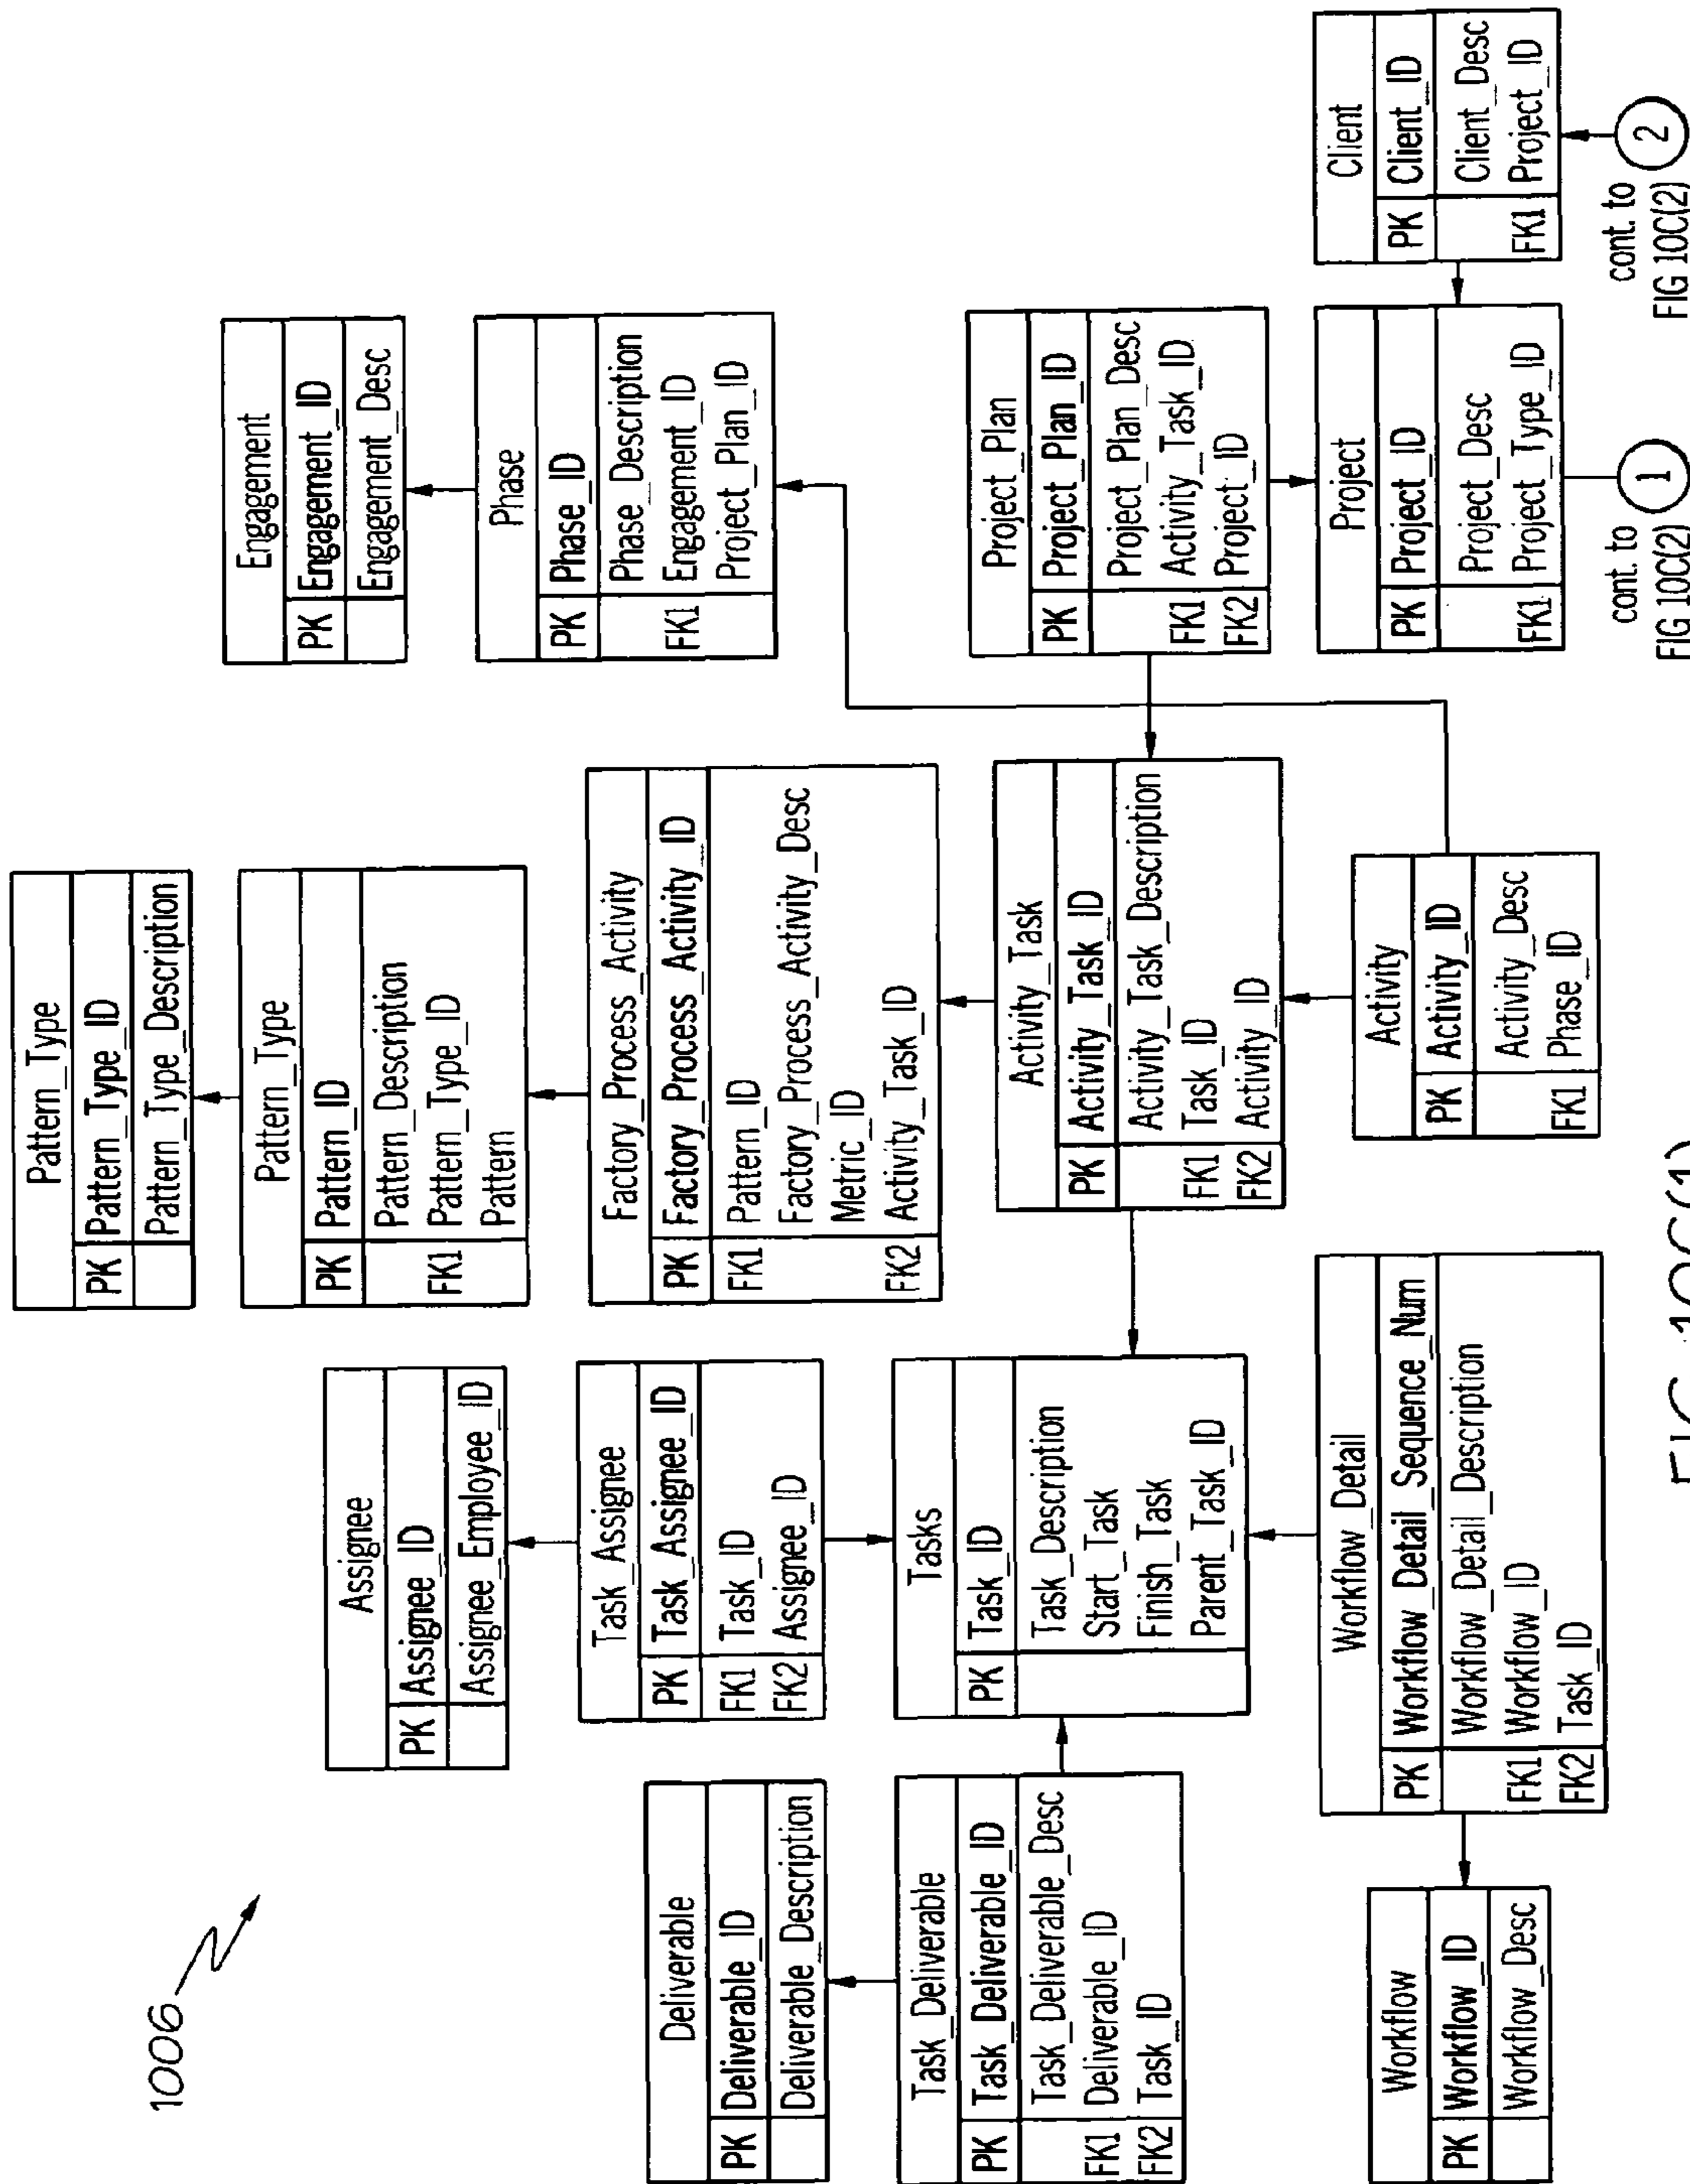 1006
Pattern_Type
PK Pattern_Type_ID
Pattern_Type_Description
Engagement
PK Engagement_ID
Engagement_Desc
Pattern_Type
PK Pattern_ID
Pattern_Description
FK1 Pattern_Type_ID
Pattern
Assignee
PK Assignee_ID
Assignee_Employee_ID
Phase
PK Phase_ID
Phase_Description
FK1 Engagement_ID
Project_Plan_ID
Deliverable
PK Deliverable_ID
Deliverable_Description
Task_Assignee
PK Task_Assignee_ID
FK1 Task_ID
FK2 Assignee_ID
Factory_Process_Activity
PK Factory_Process_Activity_ID
FK1 Pattern_ID
Factory_Process_Activity_Desc
Metric_ID
FK2 Activity_Task_ID
Task_Deliverable
PK Task_Deliverable_ID
Task_Deliverable_Desc
FK1 Deliverable_ID
FK2 Task_ID
Tasks
PK Task_ID
Task_Description
Start_Task
Finish_Task
Parent_Task_ID
Activity_Task
PK Activity_Task_ID
Activity_Task_Description
FK1 Task_ID
FK2 Activity_ID
Project_Plan
PK Project_Plan_ID
Project_Plan_Desc
FK1 Activity_Task_ID
FK2 Project_ID
Workflow
PK Workflow_ID
Workflow_Desc
Workflow_Detail
PK Workflow_Detail_Sequence_Num
Workflow_Detail_Description
FK1 Workflow_ID
FK2 Task_ID
Activity
PK Activity_ID
Activity_Desc
FK1 Phase_ID
Project
PK Project_ID
Project_Desc
FK1 Project_Type_ID
Client
PK Client_ID
Client_Desc
FK1 Project_ID
cont. to
FIG 10C(2)
1
cont. to
FIG 10C(2)
2
FIG. 10C(1)